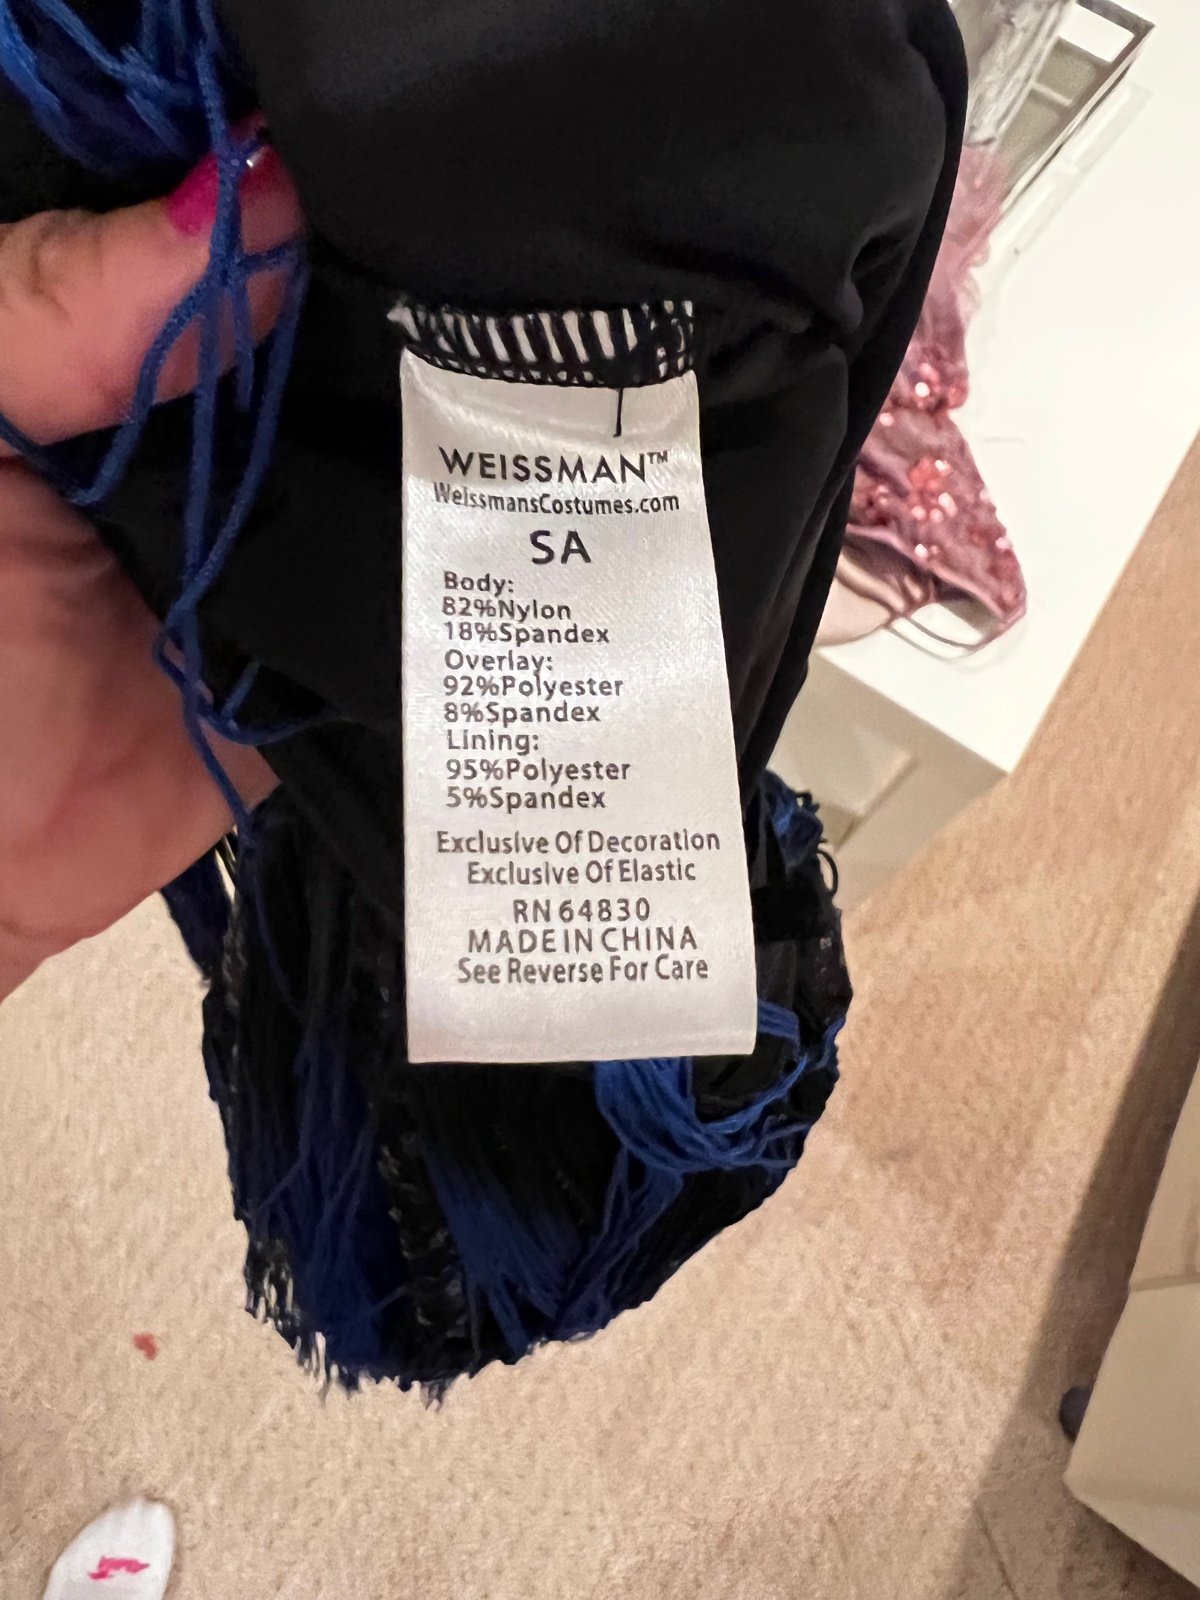 WEISSMAN™
WeissmansCostumes.com
SA
Body:
82%Nylon
18%Spandex
Overlay:
92%Polyester
8%Spandex
Lining:
95%Polyester
5%Spandex
Exclusive Of Decoration
Exclusive Of Elastic
RN 64830
MADE IN CHINA
See Reverse For Care